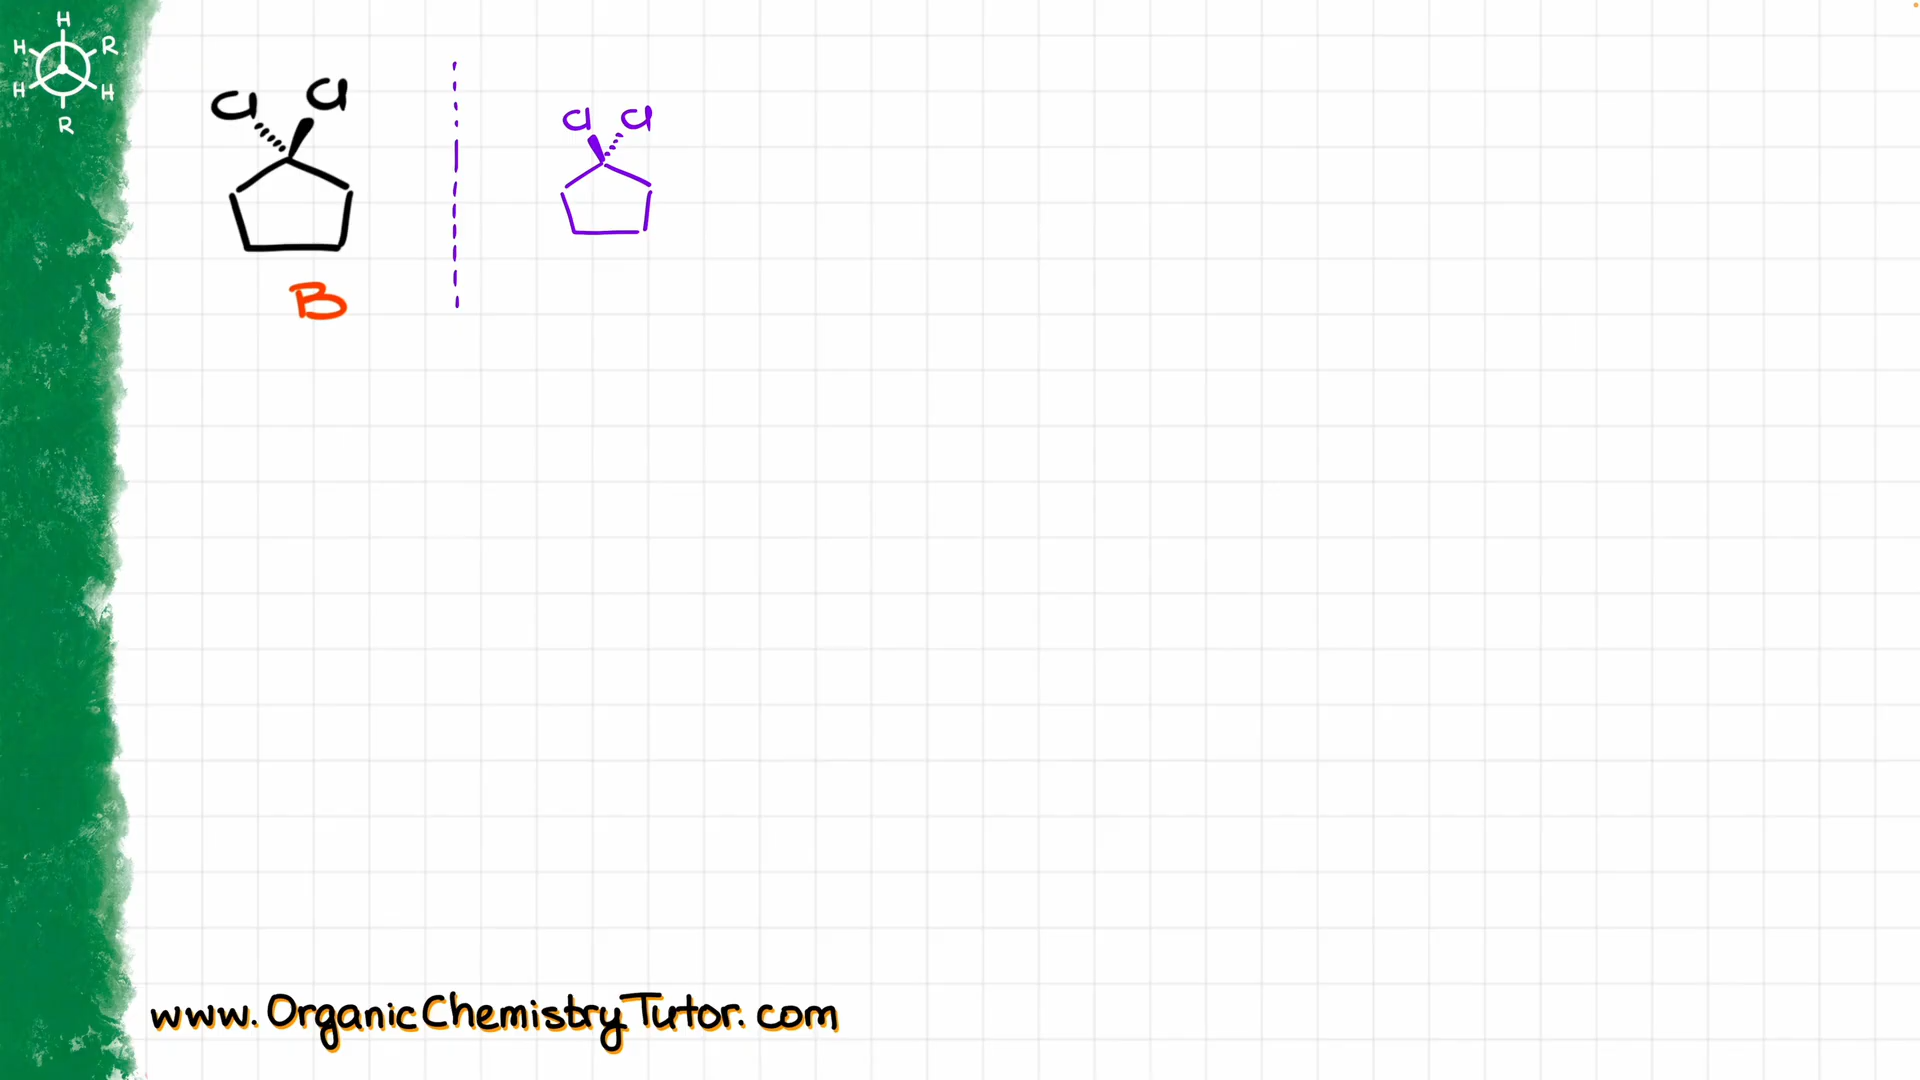 H
H R
H H
R
Cl Cl
Cl Cl
B
www.OrganicChemistryTutor.com